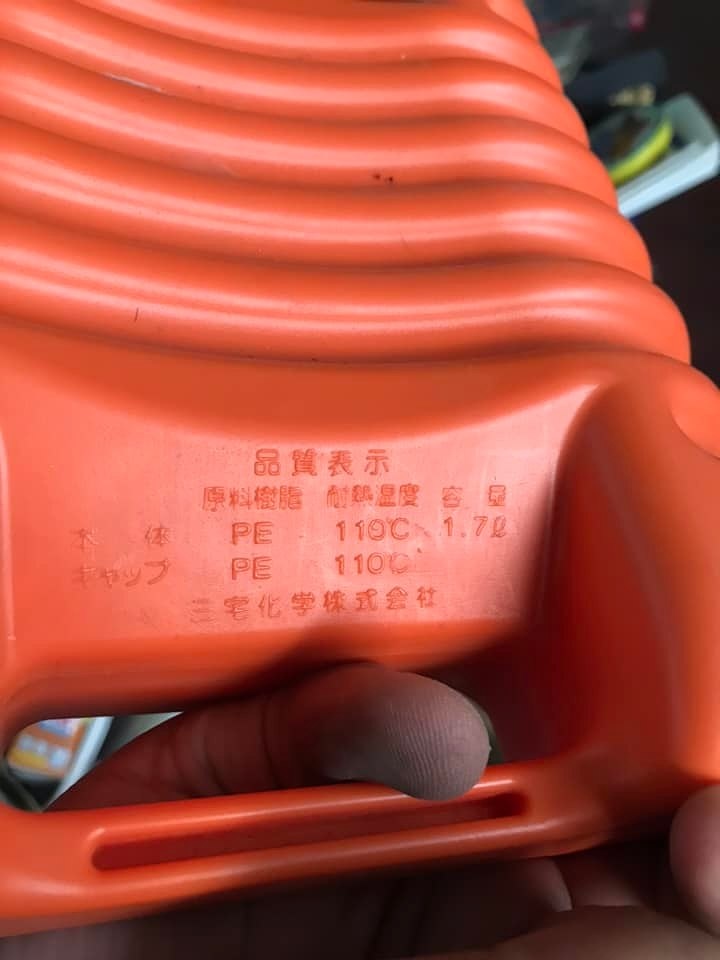 品質表示
原料樹脂 耐熱温度 容量
本体 PE 110℃ 1.7ℓ
キャップ PE 110℃
三宅化学株式会社